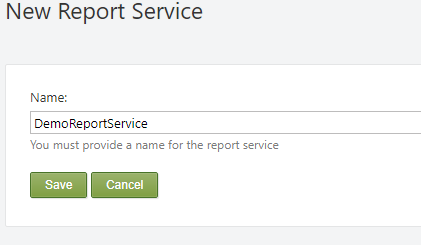 New Report Service
Name:
DemoReportService
You must provide a name for the report service
Save Cancel